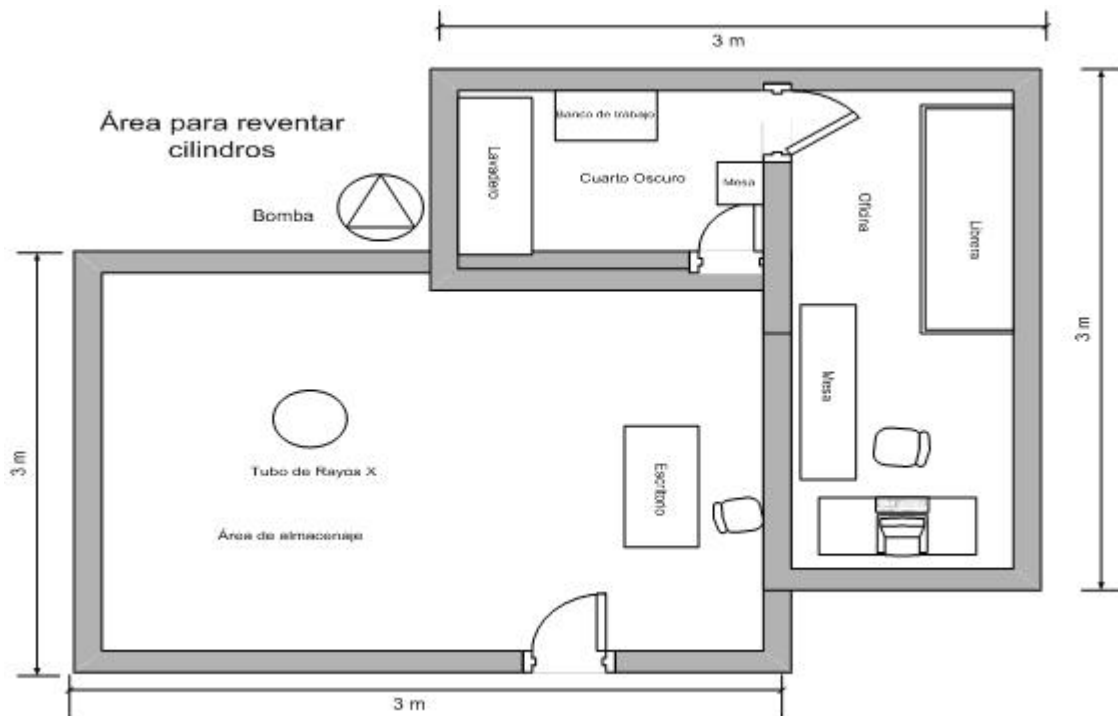 3 m
Área para reventar
cilindros
Banco de trabajo
Lavadero
Cuarto Oscuro
Mesa
Bomba
Oficina
Librera
3 m
Mesa
3 m
Tubo de Rayos X
Escritorio
Área de almacenaje
3 m